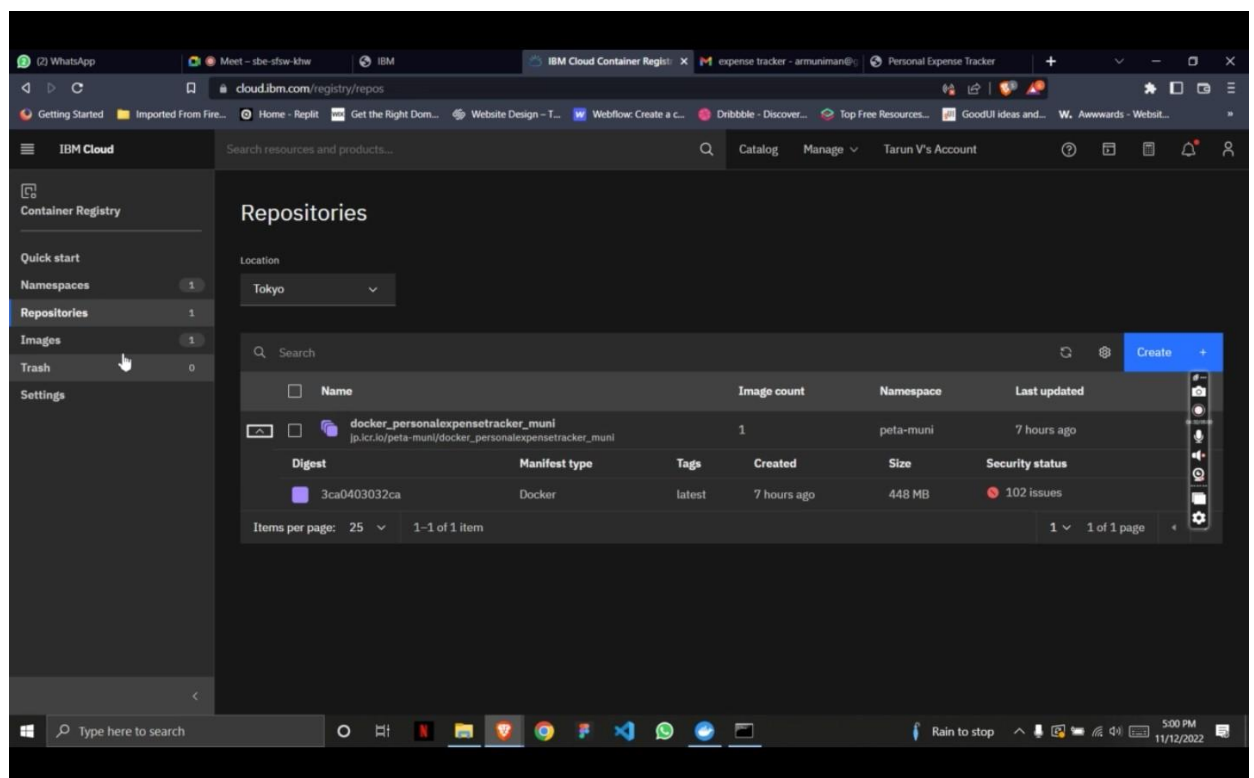 (2) WhatsApp Meet – sbe-sfsw-khw IBM IBM Cloud Container Registr expense tracker - armuniman@g Personal Expense Tracker
cloud.ibm.com/registry/repos
Getting Started Imported From Fire... Home - Replit Get the Right Dom... Website Design – T... Webflow: Create a c... Dribbble - Discover... Top Free Resources... GoodUI ideas and... W. Awwwards - Websit... »
IBM Cloud Search resources and products... Catalog Manage Tarun V's Account
Container Registry
Quick start
Namespaces 1
Repositories 1
Images 1
Trash 0
Settings
Repositories
Location
Tokyo
Search Create +
Name Image count Namespace Last updated
docker_personalexpensetracker_muni 1 peta-muni 7 hours ago
jp.icr.io/peta-muni/docker_personalexpensetracker_muni
Digest Manifest type Tags Created Size Security status
3ca0403032ca Docker latest 7 hours ago 448 MB 102 issues
Items per page: 25 1–1 of 1 item 1 1 of 1 page
Type here to search Rain to stop 5:00 PM
11/12/2022